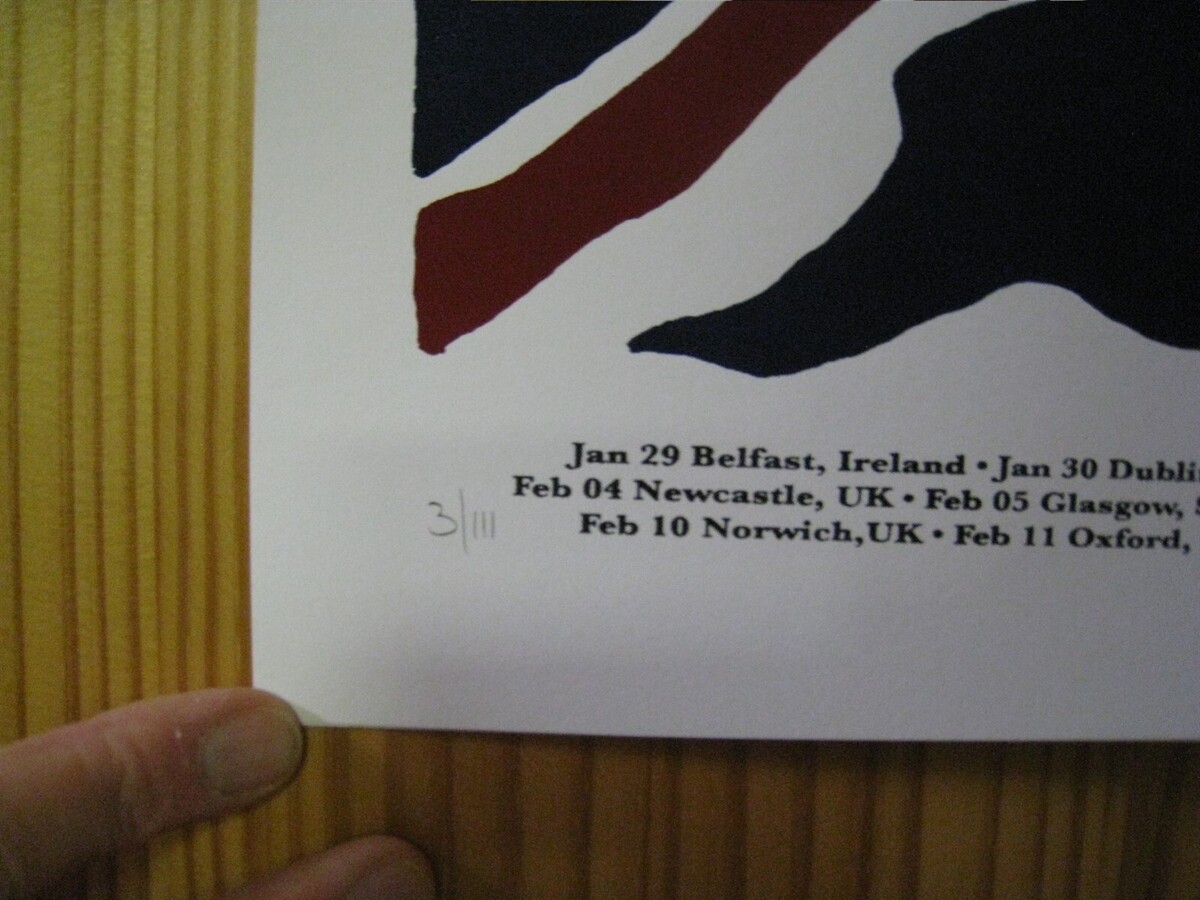 Jan 29 Belfast, Ireland • Jan 30 Dubli
Feb 04 Newcastle, UK • Feb 05 Glasgow, S
Feb 10 Norwich,UK • Feb 11 Oxford,
3/111